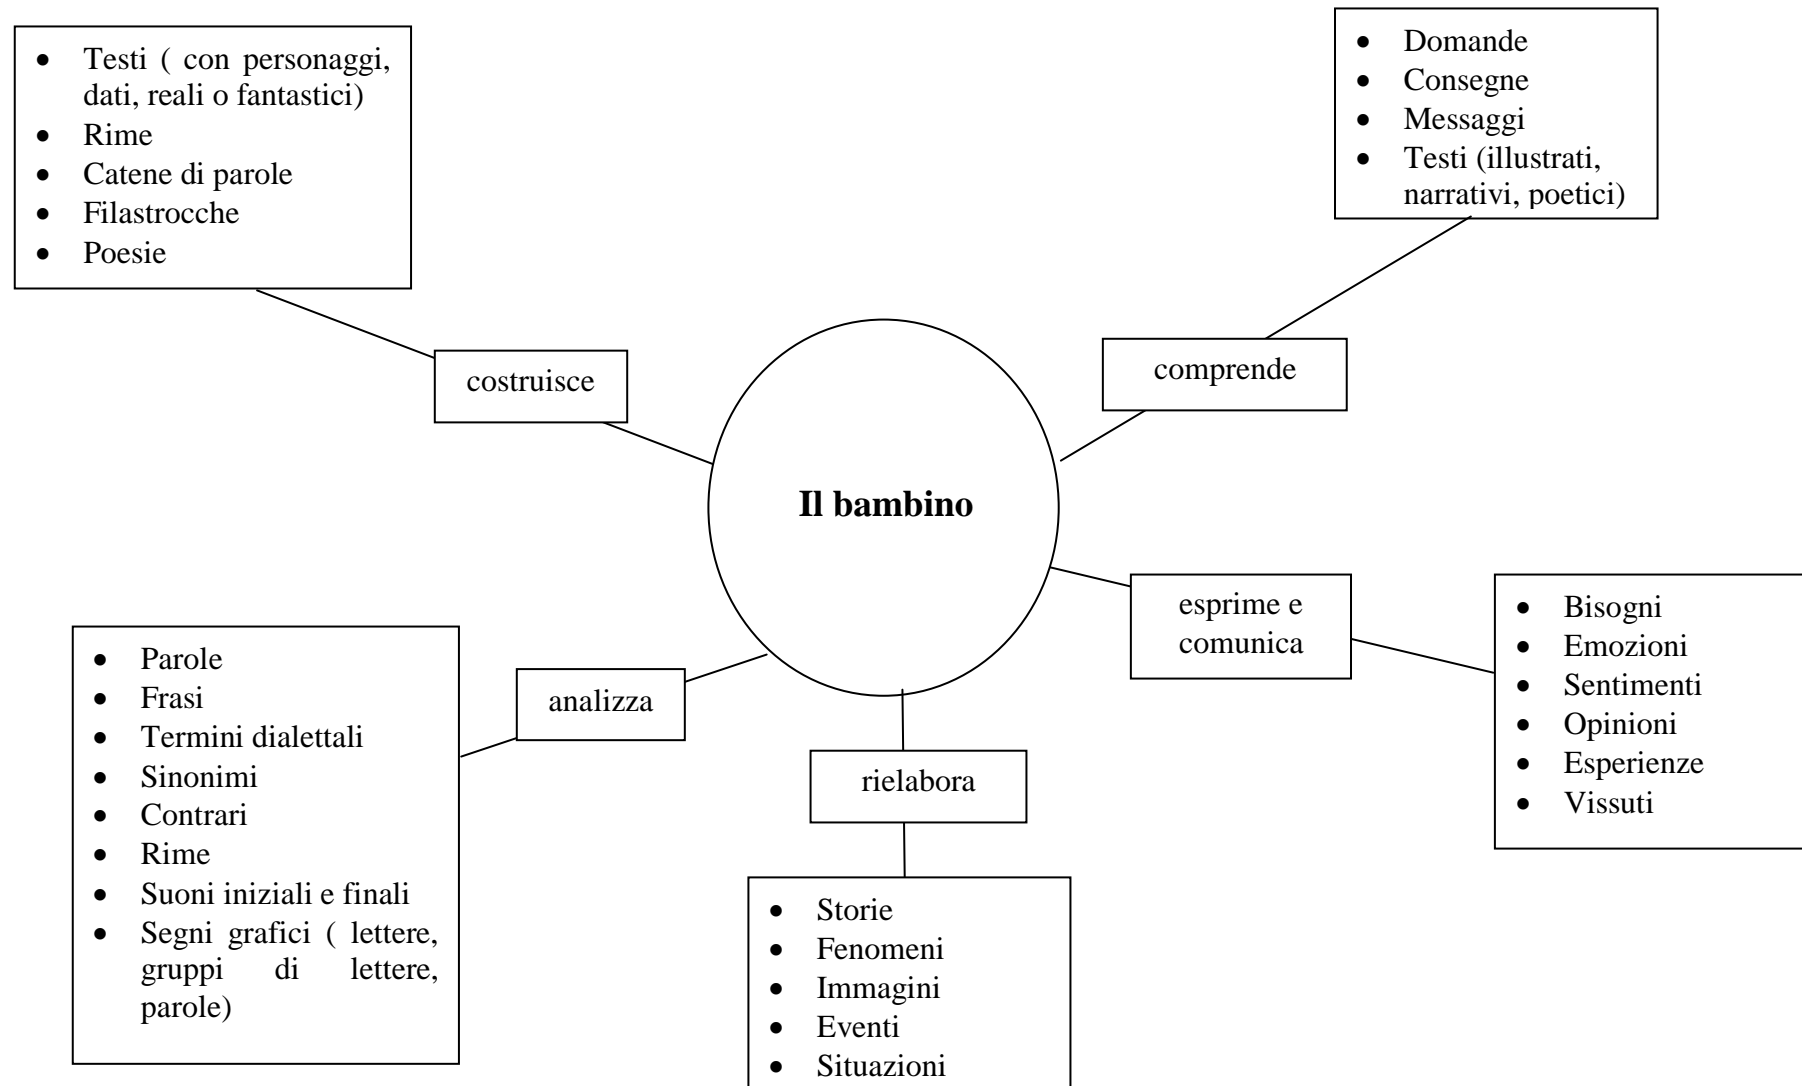 • Testi ( con personaggi,
dati, reali o fantastici)
• Rime
• Catene di parole
• Filastrocche
• Poesie
• Domande
• Consegne
• Messaggi
• Testi (illustrati,
narrativi, poetici)
costruisce
comprende
Il bambino
esprime e
comunica
• Bisogni
• Emozioni
• Sentimenti
• Opinioni
• Esperienze
• Vissuti
analizza
• Parole
• Frasi
• Termini dialettali
• Sinonimi
• Contrari
• Rime
• Suoni iniziali e finali
• Segni grafici ( lettere,
gruppi di lettere,
parole)
rielabora
• Storie
• Fenomeni
• Immagini
• Eventi
• Situazioni